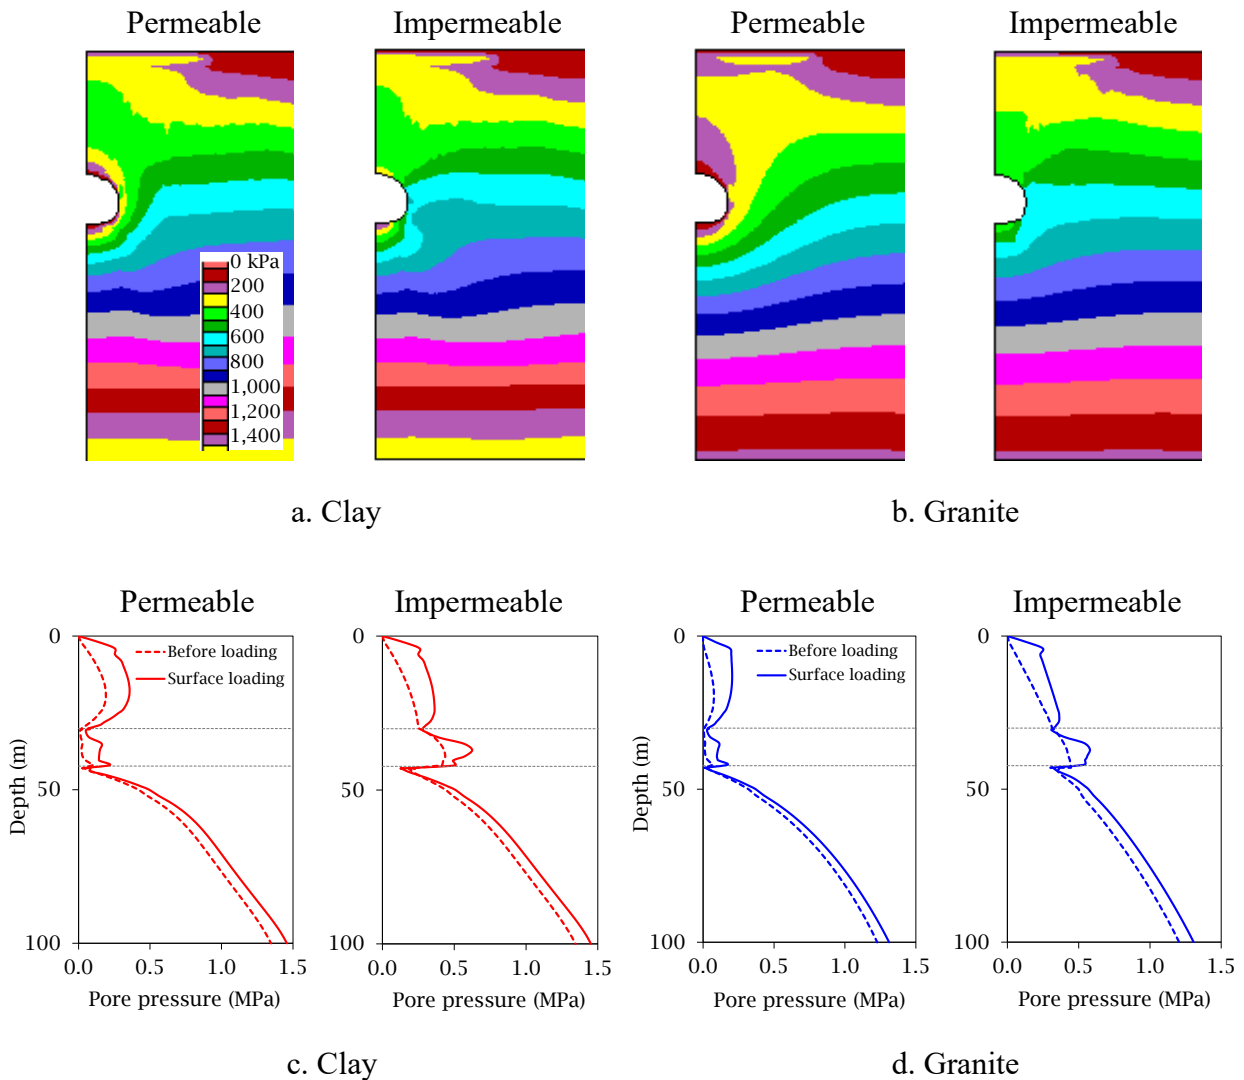 Permeable Impermeable Permeable Impermeable
0 kPa
200
400
600
800
1,000
1,200
1,400
a. Clay b. Granite
Permeable Impermeable Permeable Impermeable
0 0 0 0
Before loading Before loading
Surface loading Surface loading
Depth (m) Depth (m)
50 50 50 50
100 100 100 100
0.0 0.5 1.0 1.5 0.0 0.5 1.0 1.5 0.0 0.5 1.0 1.5 0.0 0.5 1.0 1.5
Pore pressure (MPa) Pore pressure (MPa) Pore pressure (MPa) Pore pressure (MPa)
c. Clay d. Granite